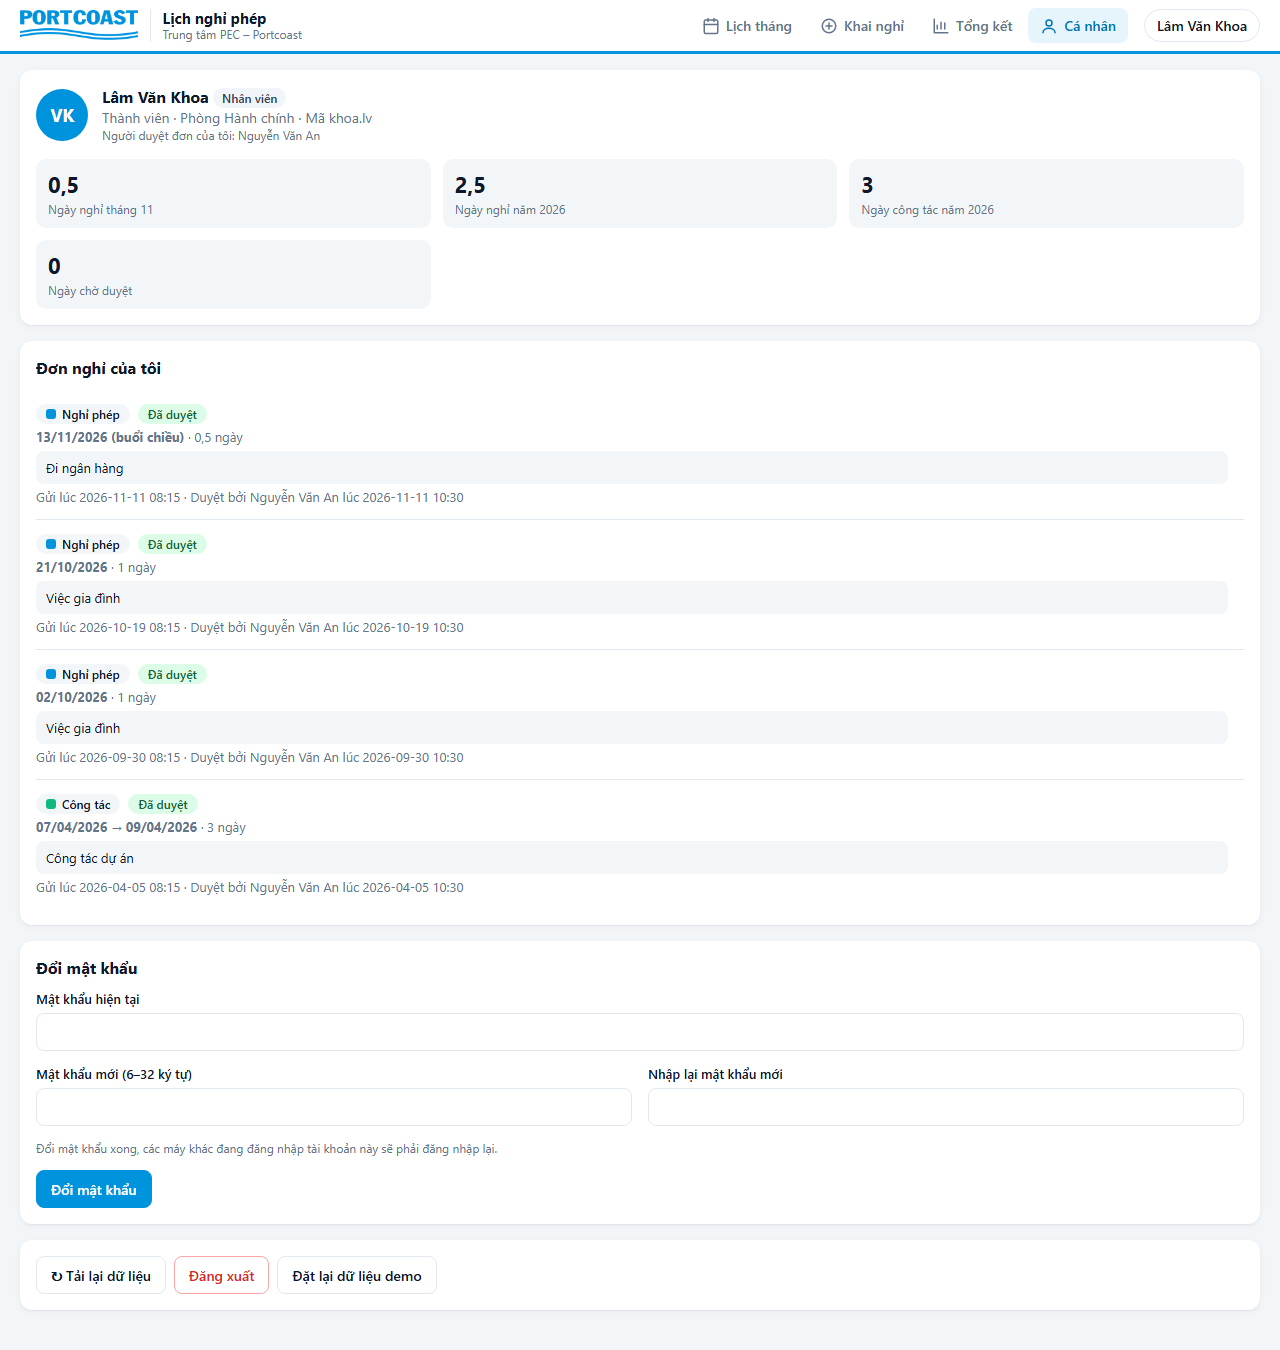 PORTCOAST
Lịch nghỉ phép
Trung tâm PEC – Portcoast
Lịch tháng
Khai nghỉ
Tổng kết
Cá nhân
Lâm Văn Khoa
VK
Lâm Văn Khoa Nhân viên
Thành viên · Phòng Hành chính · Mã khoa.lv
Người duyệt đơn của tôi: Nguyễn Văn An
0,5
Ngày nghỉ tháng 11
2,5
Ngày nghỉ năm 2026
3
Ngày công tác năm 2026
0
Ngày chờ duyệt
Đơn nghỉ của tôi
Nghỉ phép Đã duyệt
13/11/2026 (buổi chiều) · 0,5 ngày
Đi ngân hàng
Gửi lúc 2026-11-11 08:15 · Duyệt bởi Nguyễn Văn An lúc 2026-11-11 10:30
Nghỉ phép Đã duyệt
21/10/2026 · 1 ngày
Việc gia đình
Gửi lúc 2026-10-19 08:15 · Duyệt bởi Nguyễn Văn An lúc 2026-10-19 10:30
Nghỉ phép Đã duyệt
02/10/2026 · 1 ngày
Việc gia đình
Gửi lúc 2026-09-30 08:15 · Duyệt bởi Nguyễn Văn An lúc 2026-09-30 10:30
Công tác Đã duyệt
07/04/2026 → 09/04/2026 · 3 ngày
Công tác dự án
Gửi lúc 2026-04-05 08:15 · Duyệt bởi Nguyễn Văn An lúc 2026-04-05 10:30
Đổi mật khẩu
Mật khẩu hiện tại
Mật khẩu mới (6–32 ký tự)
Nhập lại mật khẩu mới
Đổi mật khẩu xong, các máy khác đang đăng nhập tài khoản này sẽ phải đăng nhập lại.
Đổi mật khẩu
↻ Tải lại dữ liệu
Đăng xuất
Đặt lại dữ liệu demo